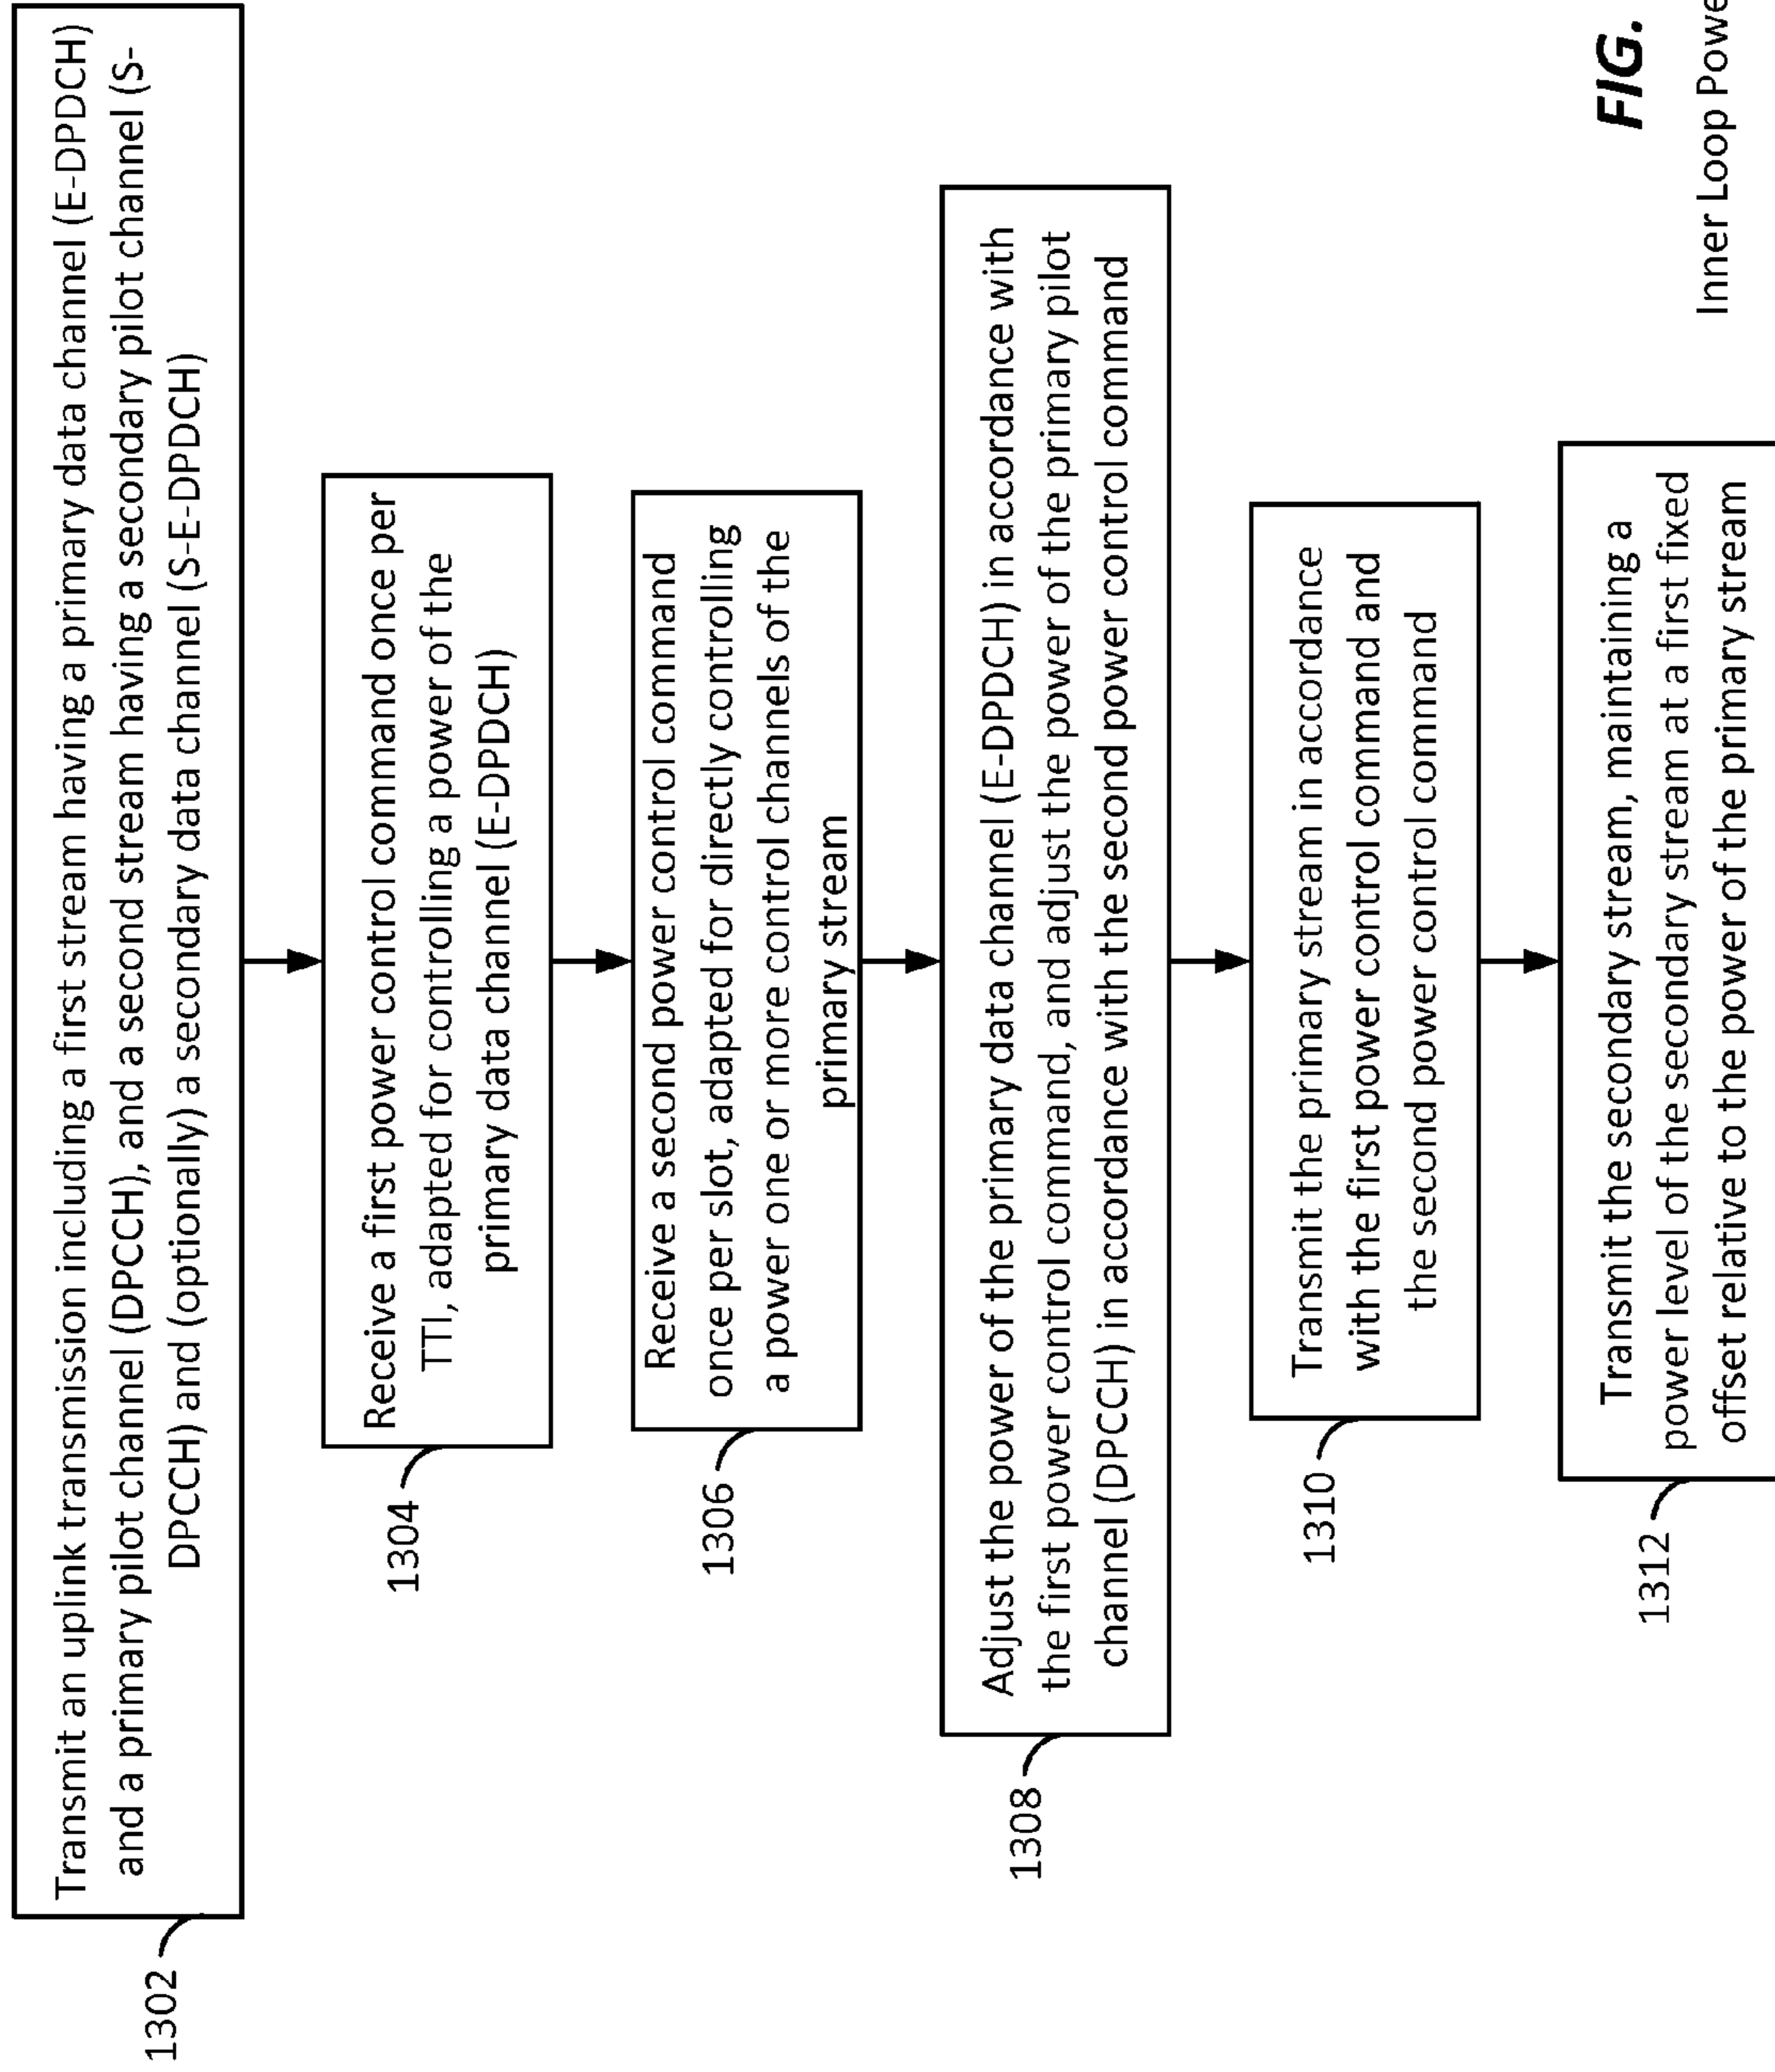 1302
Transmit an uplink transmission including a first stream having a primary data channel (E-DPDCH)
and a primary pilot channel (DPCCH), and a second stream having a secondary pilot channel (S-
DPCCH) and (optionally) a secondary data channel (S-E-DPDCH)
1304
Receive a first power control command once per
TTI, adapted for controlling a power of the
primary data channel (E-DPDCH)
1306
Receive a second power control command
once per slot, adapted for directly controlling
a power one or more control channels of the
primary stream
1308
Adjust the power of the primary data channel (E-DPDCH) in accordance with
the first power control command, and adjust the power of the primary pilot
channel (DPCCH) in accordance with the second power control command
1310
Transmit the primary stream in accordance
with the first power control command and
the second power control command
1312
Transmit the secondary stream, maintaining a
power level of the secondary stream at a first fixed
offset relative to the power of the primary stream
FIG.
Inner Loop